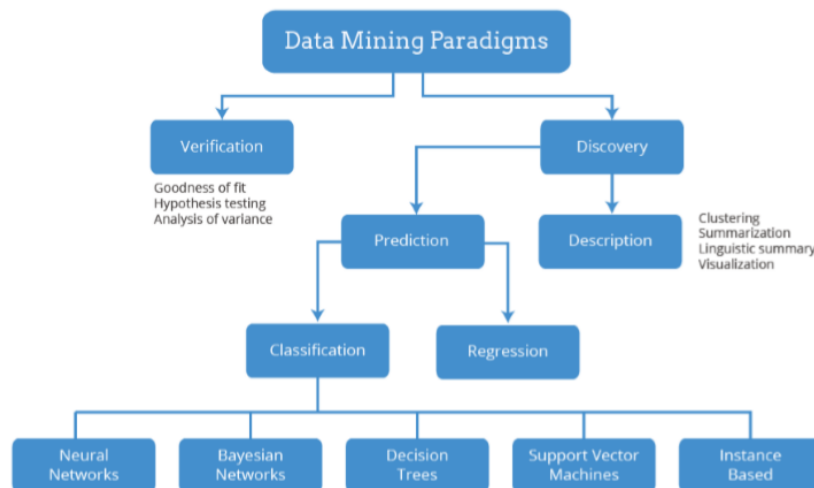 Data Mining Paradigms
Verification
Discovery
Goodness of fit
Hypothesis testing
Analysis of variance
Prediction
Description
Clustering
Summarization
Linguistic summary
Visualization
Classification
Regression
Neural
Networks
Bayesian
Networks
Decision
Trees
Support Vector
Machines
Instance
Based